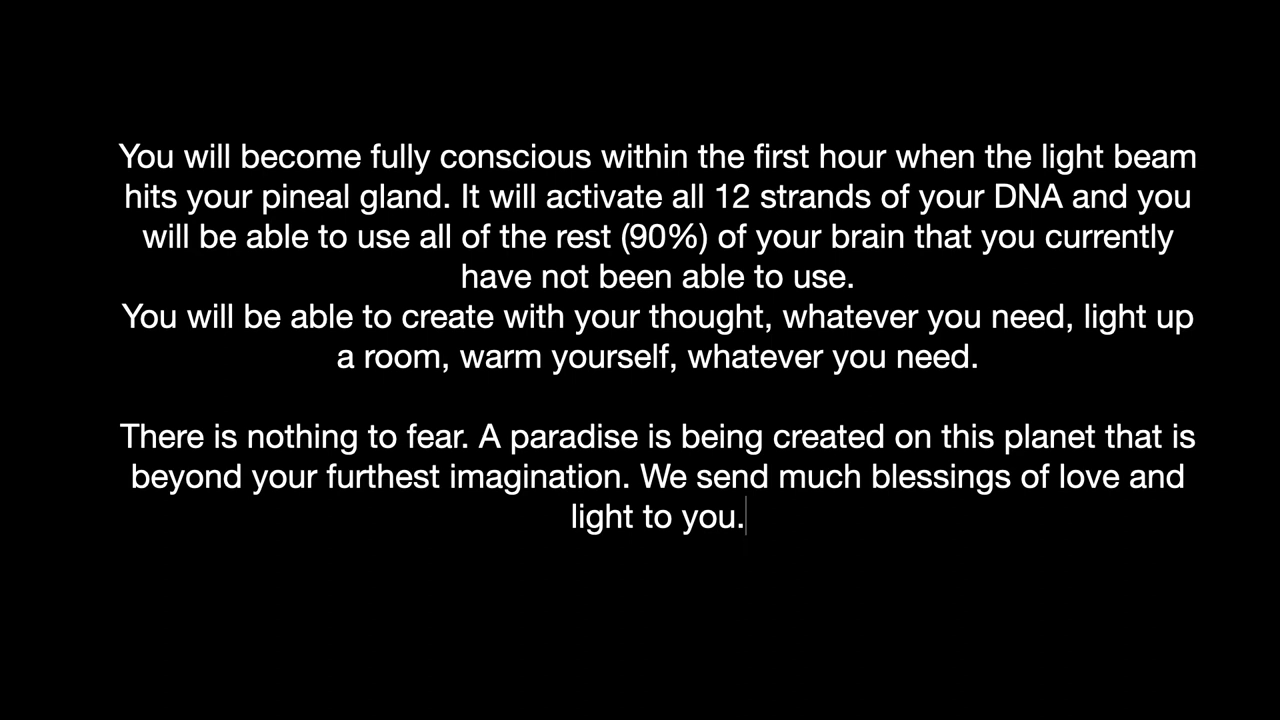 You will become fully conscious within the first hour when the light beam
hits your pineal gland. It will activate all 12 strands of your DNA and you
will be able to use all of the rest (90%) of your brain that you currently
have not been able to use.
You will be able to create with your thought, whatever you need, light up
a room, warm yourself, whatever you need.
There is nothing to fear. A paradise is being created on this planet that is
beyond your furthest imagination. We send much blessings of love and
light to you.